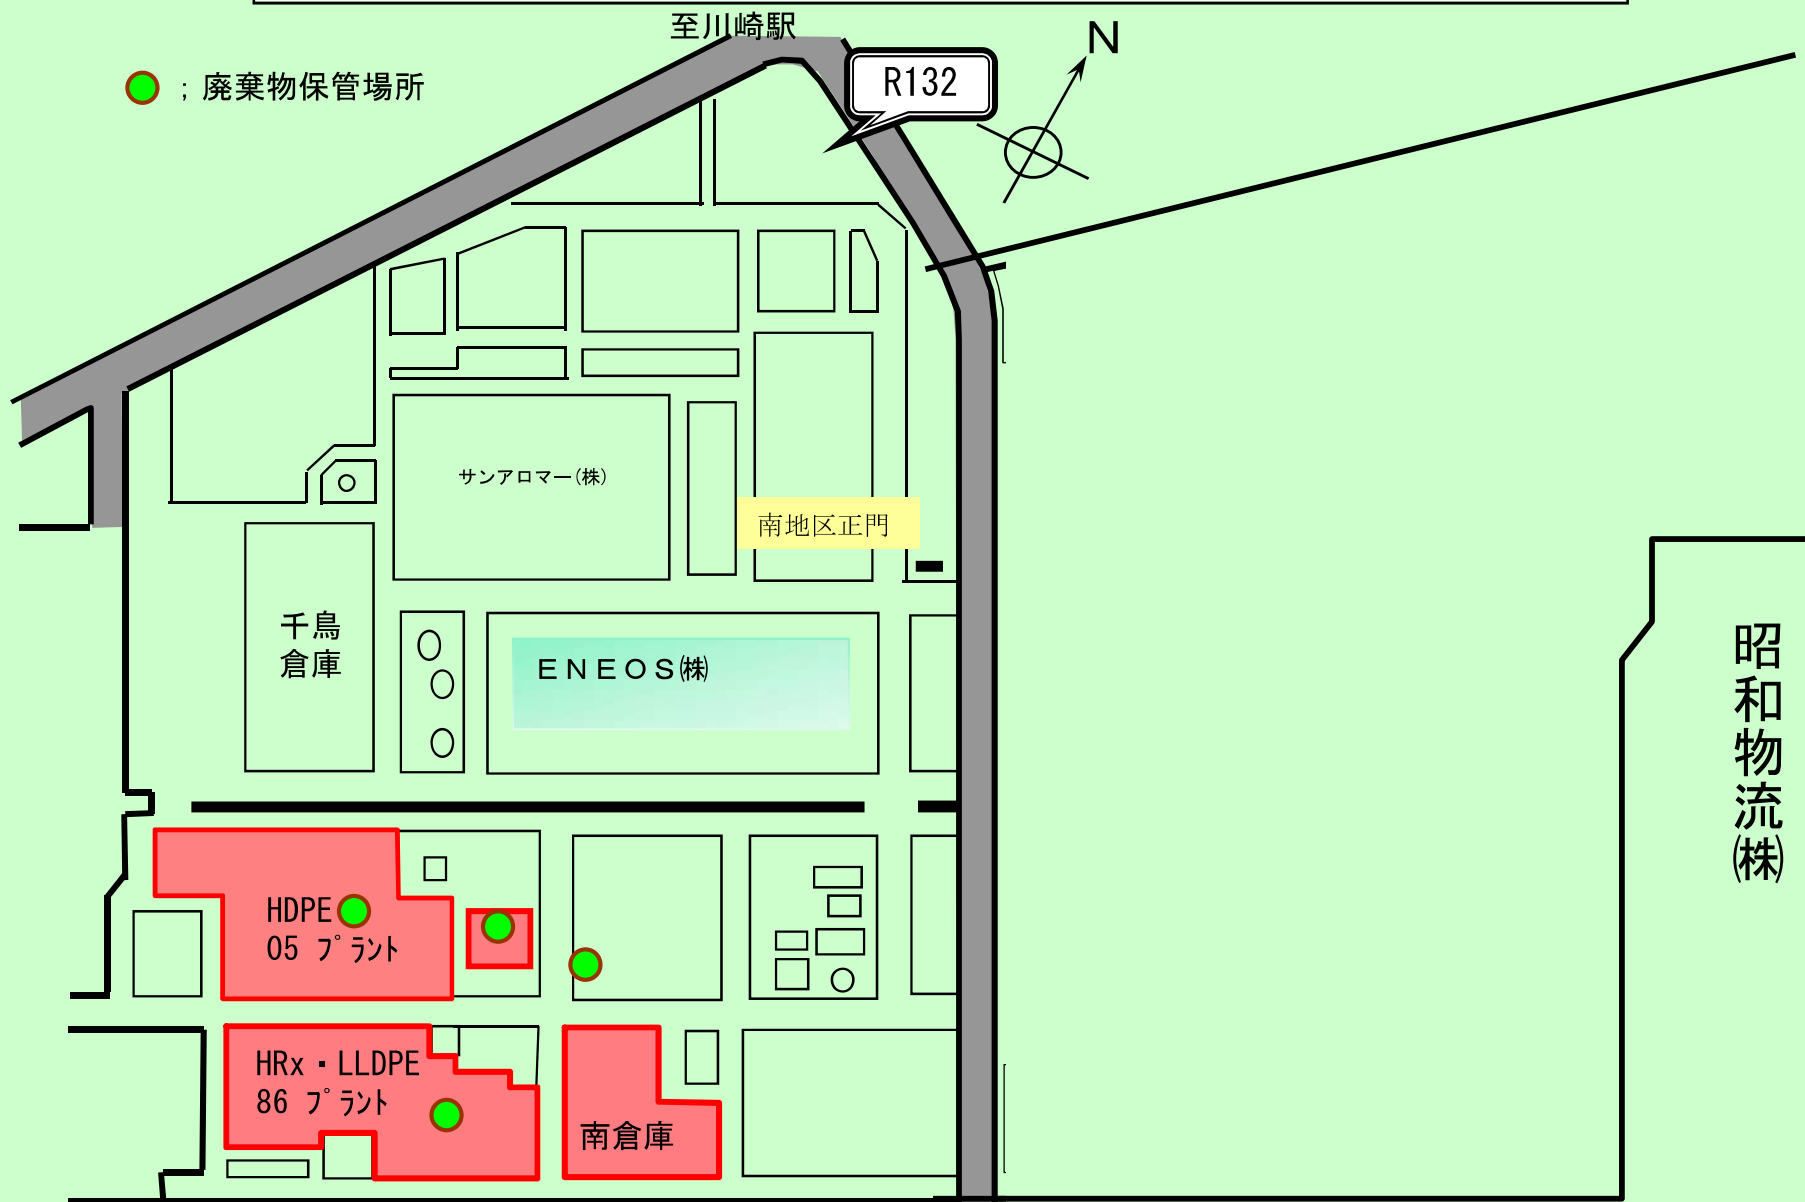 至川崎駅
N
R132
；廃棄物保管場所
サンアロマー(株)
南地区正門
千鳥
倉庫
ＥＮＥＯＳ㈱
昭和物流㈱
HDPE
05 ﾌﾟﾗﾝﾄ
HRx・LLDPE
86 ﾌﾟﾗﾝﾄ
南倉庫